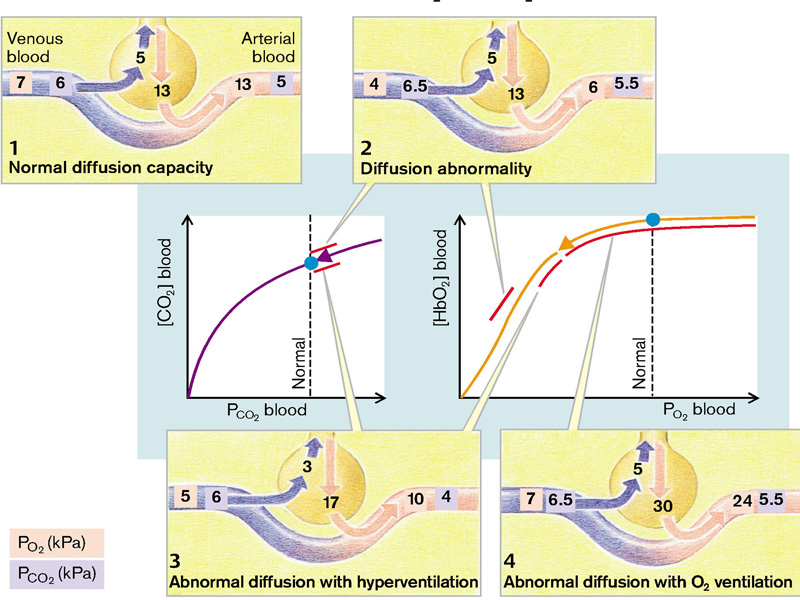 Venous
blood
Arterial
blood
7 6 5 13 13 5
1
Normal diffusion capacity
4 6.5 5 13 6 5.5
2
Diffusion abnormality
[CO2] blood
Normal
PCO2 blood
[HbO2] blood
Normal
PO2 blood
5 6 3 17 10 4
3
Abnormal diffusion with hyperventilation
7 6.5 5 30 24 5.5
4
Abnormal diffusion with O2 ventilation
PO2 (kPa)
PCO2 (kPa)